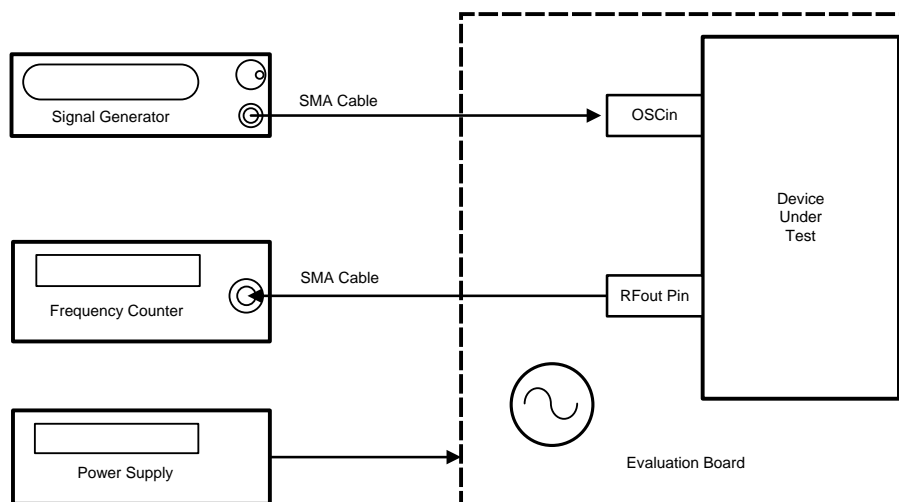 SMA Cable
Signal Generator
OSCin
Device
Under
Test
SMA Cable
Frequency Counter
RFout Pin
Power Supply
Evaluation Board